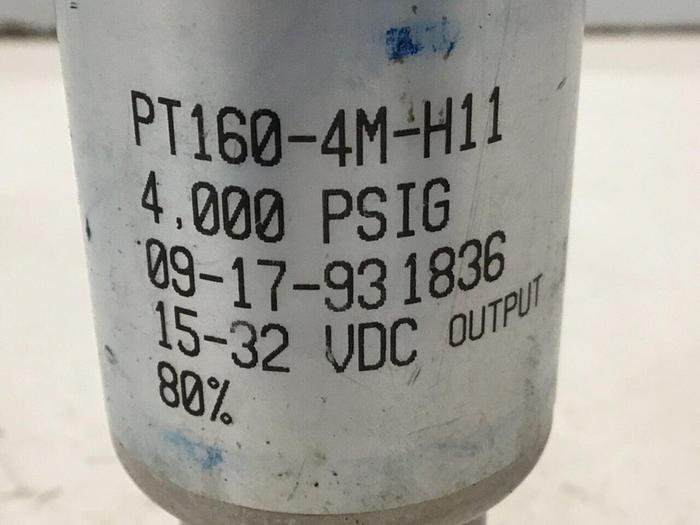 PT160-4M-H11
4,000 PSIG
09-17-93 1836
15-32 VDC OUTPUT
80%